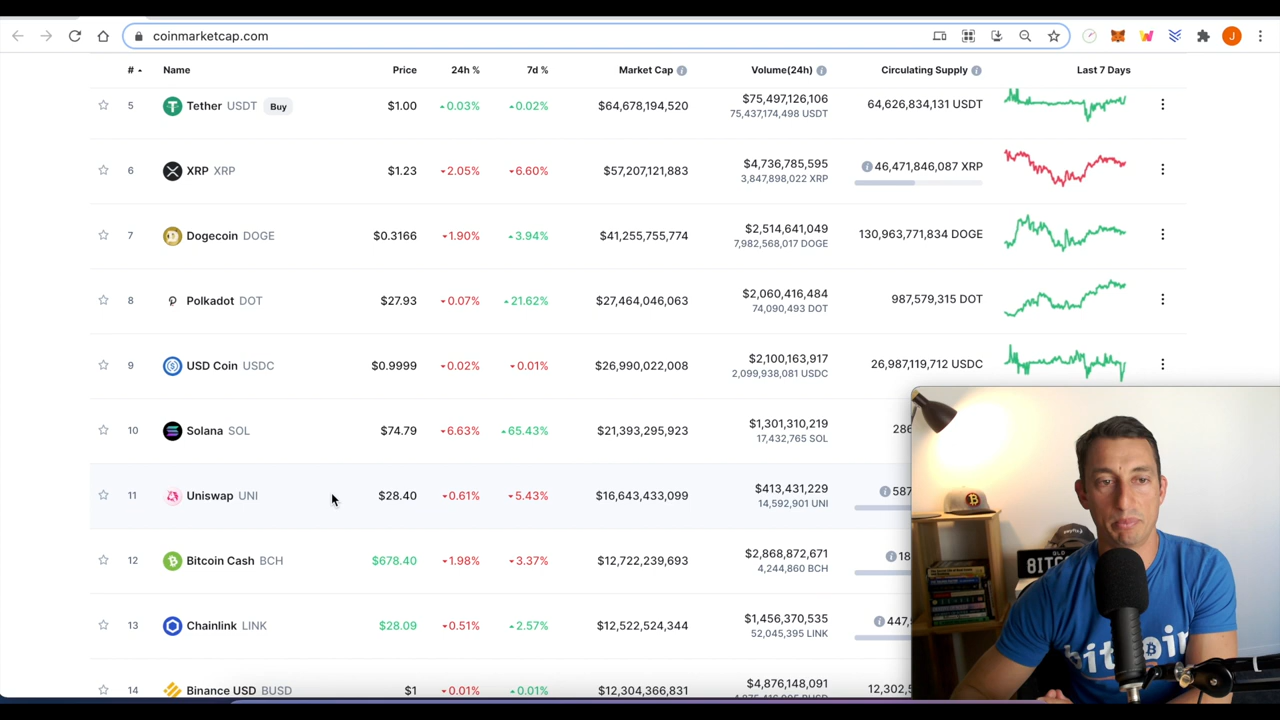 coinmarketcap.com
J
# Name Price 24h % 7d % Market Cap Volume(24h) Circulating Supply Last 7 Days
5 Tether USDT Buy $1.00 0.03% 0.02% $64,678,194,520 $75,497,126,106 64,626,834,131 USDT
75,437,174,498 USDT
6 XRP XRP $1.23 2.05% 6.60% $57,207,121,883 $4,736,785,595 46,471,846,087 XRP
3,847,898,022 XRP
7 Dogecoin DOGE $0.3166 1.90% 3.94% $41,255,755,774 $2,514,641,049 130,963,771,834 DOGE
7,982,568,017 DOGE
8 Polkadot DOT $27.93 0.07% 21.62% $27,464,046,063 $2,060,416,484 987,579,315 DOT
74,090,493 DOT
9 USD Coin USDC $0.9999 0.02% 0.01% $26,990,022,008 $2,100,163,917 26,987,119,712 USDC
2,099,938,081 USDC
10 Solana SOL $74.79 6.63% 65.43% $21,393,295,923 $1,301,310,219 286
17,432,765 SOL
11 Uniswap UNI $28.40 0.61% 5.43% $16,643,433,099 $413,431,229 587
14,592,901 UNI
12 Bitcoin Cash BCH $678.40 1.98% 3.37% $12,722,239,693 $2,868,872,671 18
4,244,860 BCH
13 Chainlink LINK $28.09 0.51% 2.57% $12,522,524,344 $1,456,370,535 447,
52,045,395 LINK
14 Binance USD BUSD $1 0.01% 0.01% $12,304,366,831 $4,876,148,091 12,302,5
8ITC
bitcoin